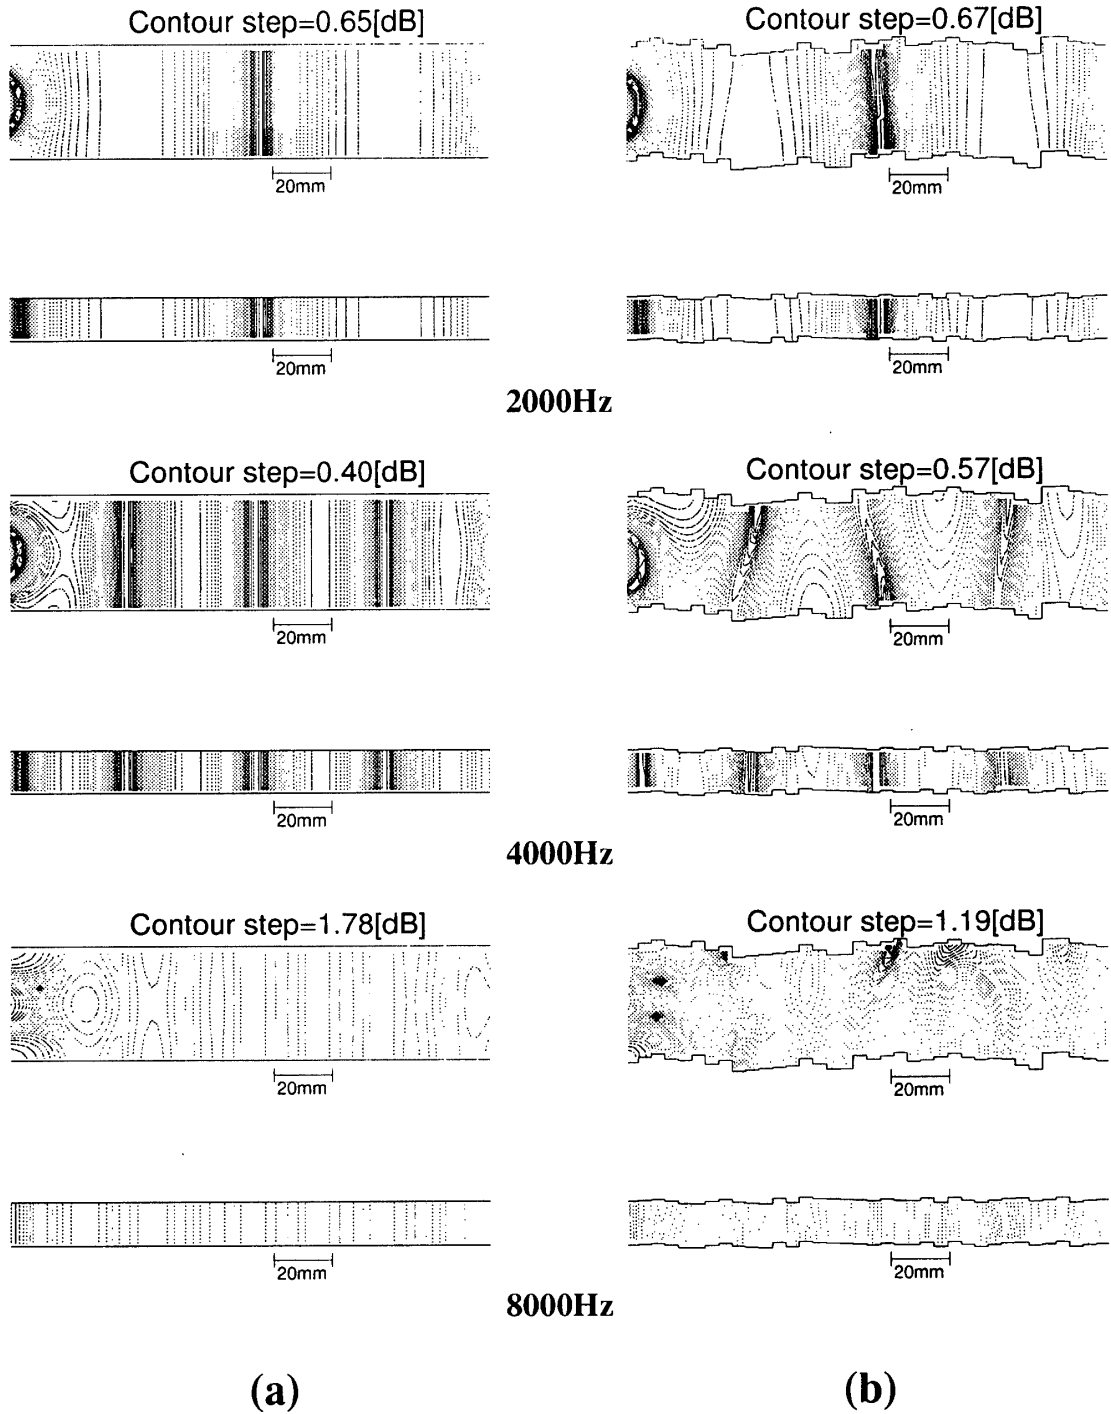 Contour step=0.65[dB]
Contour step=0.67[dB]
20mm
20mm
20mm
20mm
2000Hz
Contour step=0.40[dB]
Contour step=0.57[dB]
20mm
20mm
20mm
20mm
4000Hz
Contour step=1.78[dB]
Contour step=1.19[dB]
20mm
20mm
20mm
20mm
8000Hz
(a)
(b)